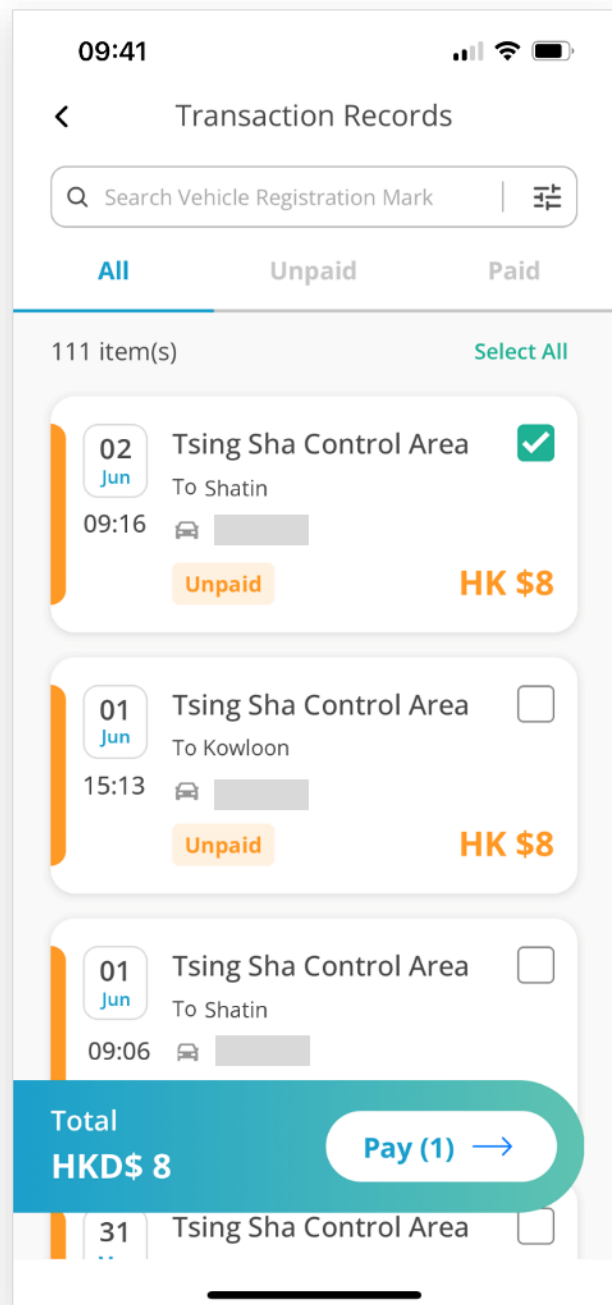 09:41
Transaction Records
Search Vehicle Registration Mark
All Unpaid Paid
111 item(s) Select All
02 Tsing Sha Control Area
Jun To Shatin
09:16
Unpaid HK $8
01 Tsing Sha Control Area
Jun To Kowloon
15:13
Unpaid HK $8
01 Tsing Sha Control Area
Jun To Shatin
09:06
Total
HKD$ 8 Pay (1)
31 Tsing Sha Control Area